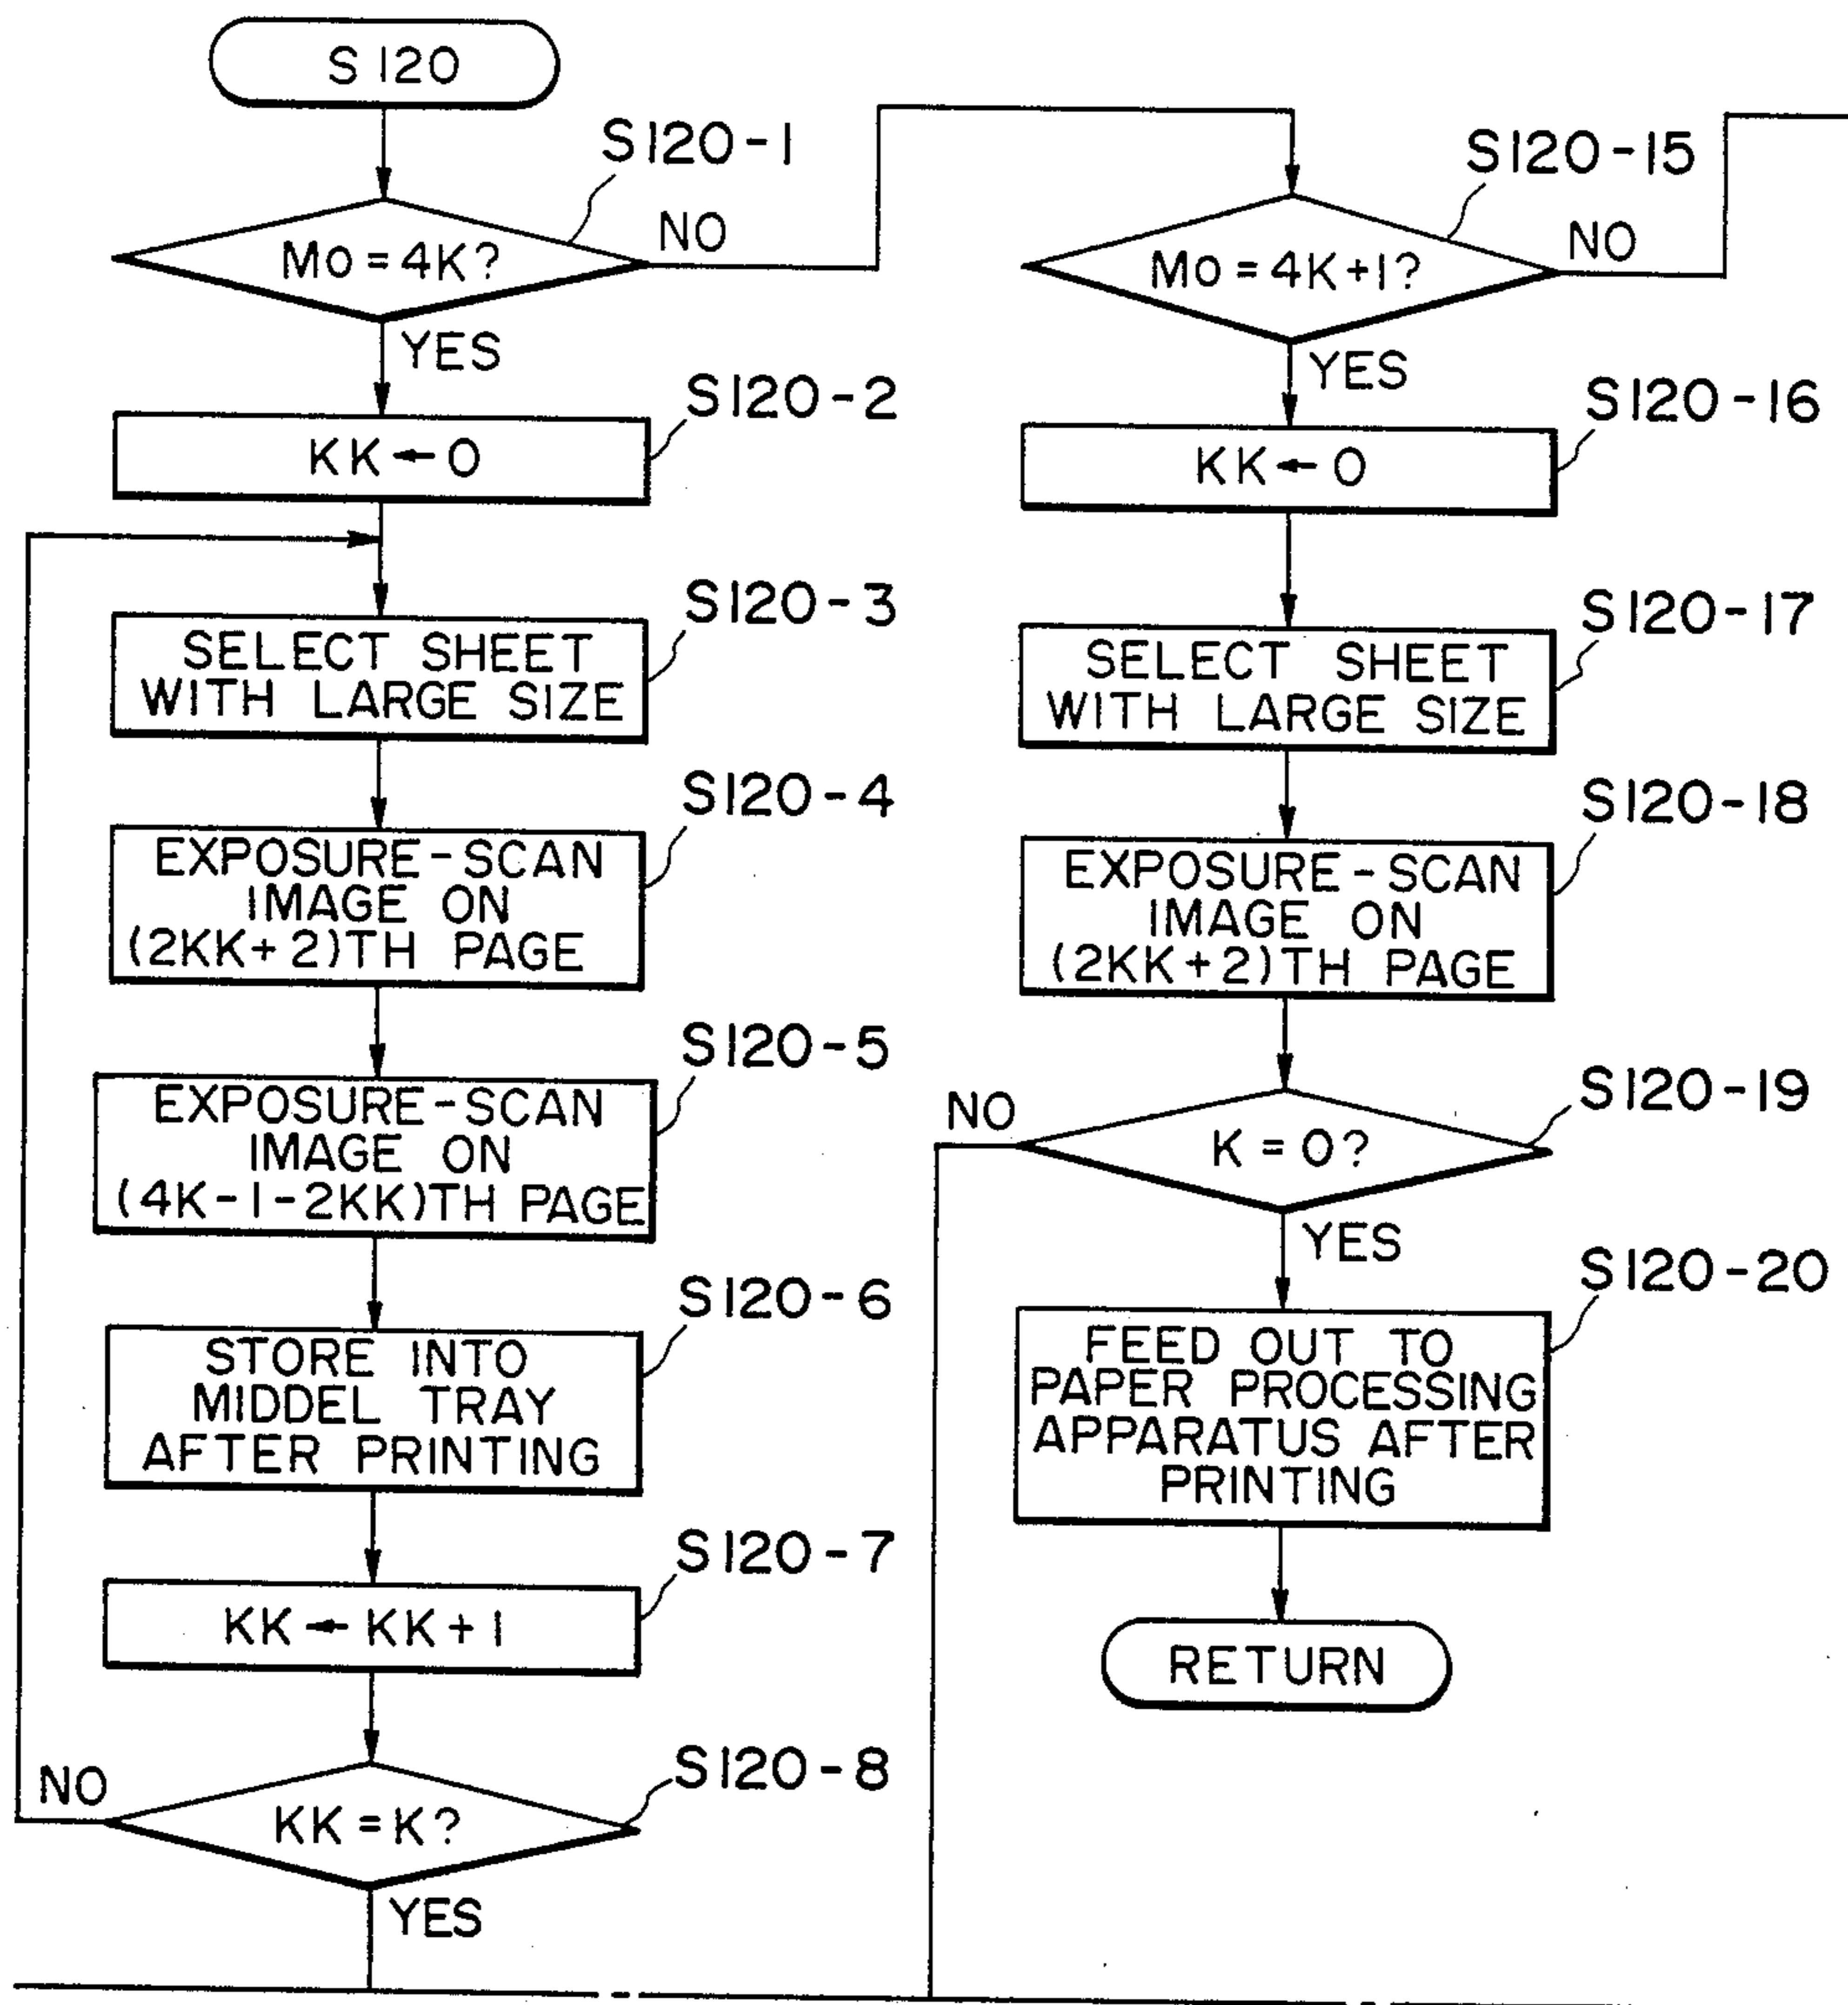 S120
S120-1
Mo=4K?
NO
YES
S120-2
KK←0
S120-3
SELECT SHEET
WITH LARGE SIZE
S120-4
EXPOSURE-SCAN
IMAGE ON
(2KK+2)TH PAGE
S120-5
EXPOSURE-SCAN
IMAGE ON
(4K-1-2KK)TH PAGE
S120-6
STORE INTO
MIDDEL TRAY
AFTER PRINTING
S120-7
KK←KK+1
S120-8
NO
KK=K?
YES
S120-15
Mo=4K+1?
NO
YES
S120-16
KK←0
S120-17
SELECT SHEET
WITH LARGE SIZE
S120-18
EXPOSURE-SCAN
IMAGE ON
(2KK+2)TH PAGE
S120-19
NO
K=0?
YES
S120-20
FEED OUT TO
PAPER PROCESSING
APPARATUS AFTER
PRINTING
RETURN